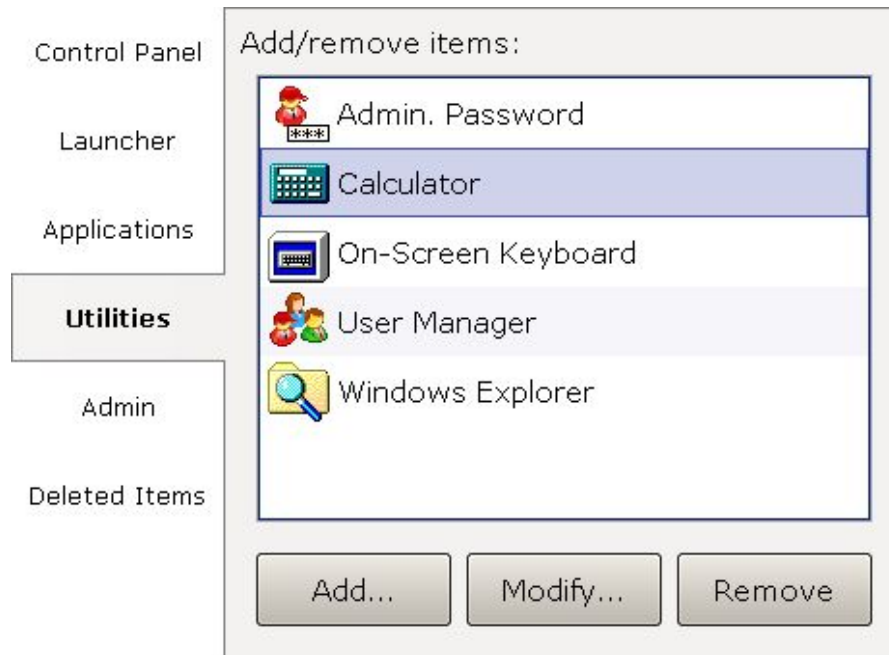 Control Panel
Launcher
Applications
Utilities
Admin
Deleted Items
Add/remove items:
***
Admin. Password
Calculator
On-Screen Keyboard
User Manager
Windows Explorer
Add...
Modify...
Remove